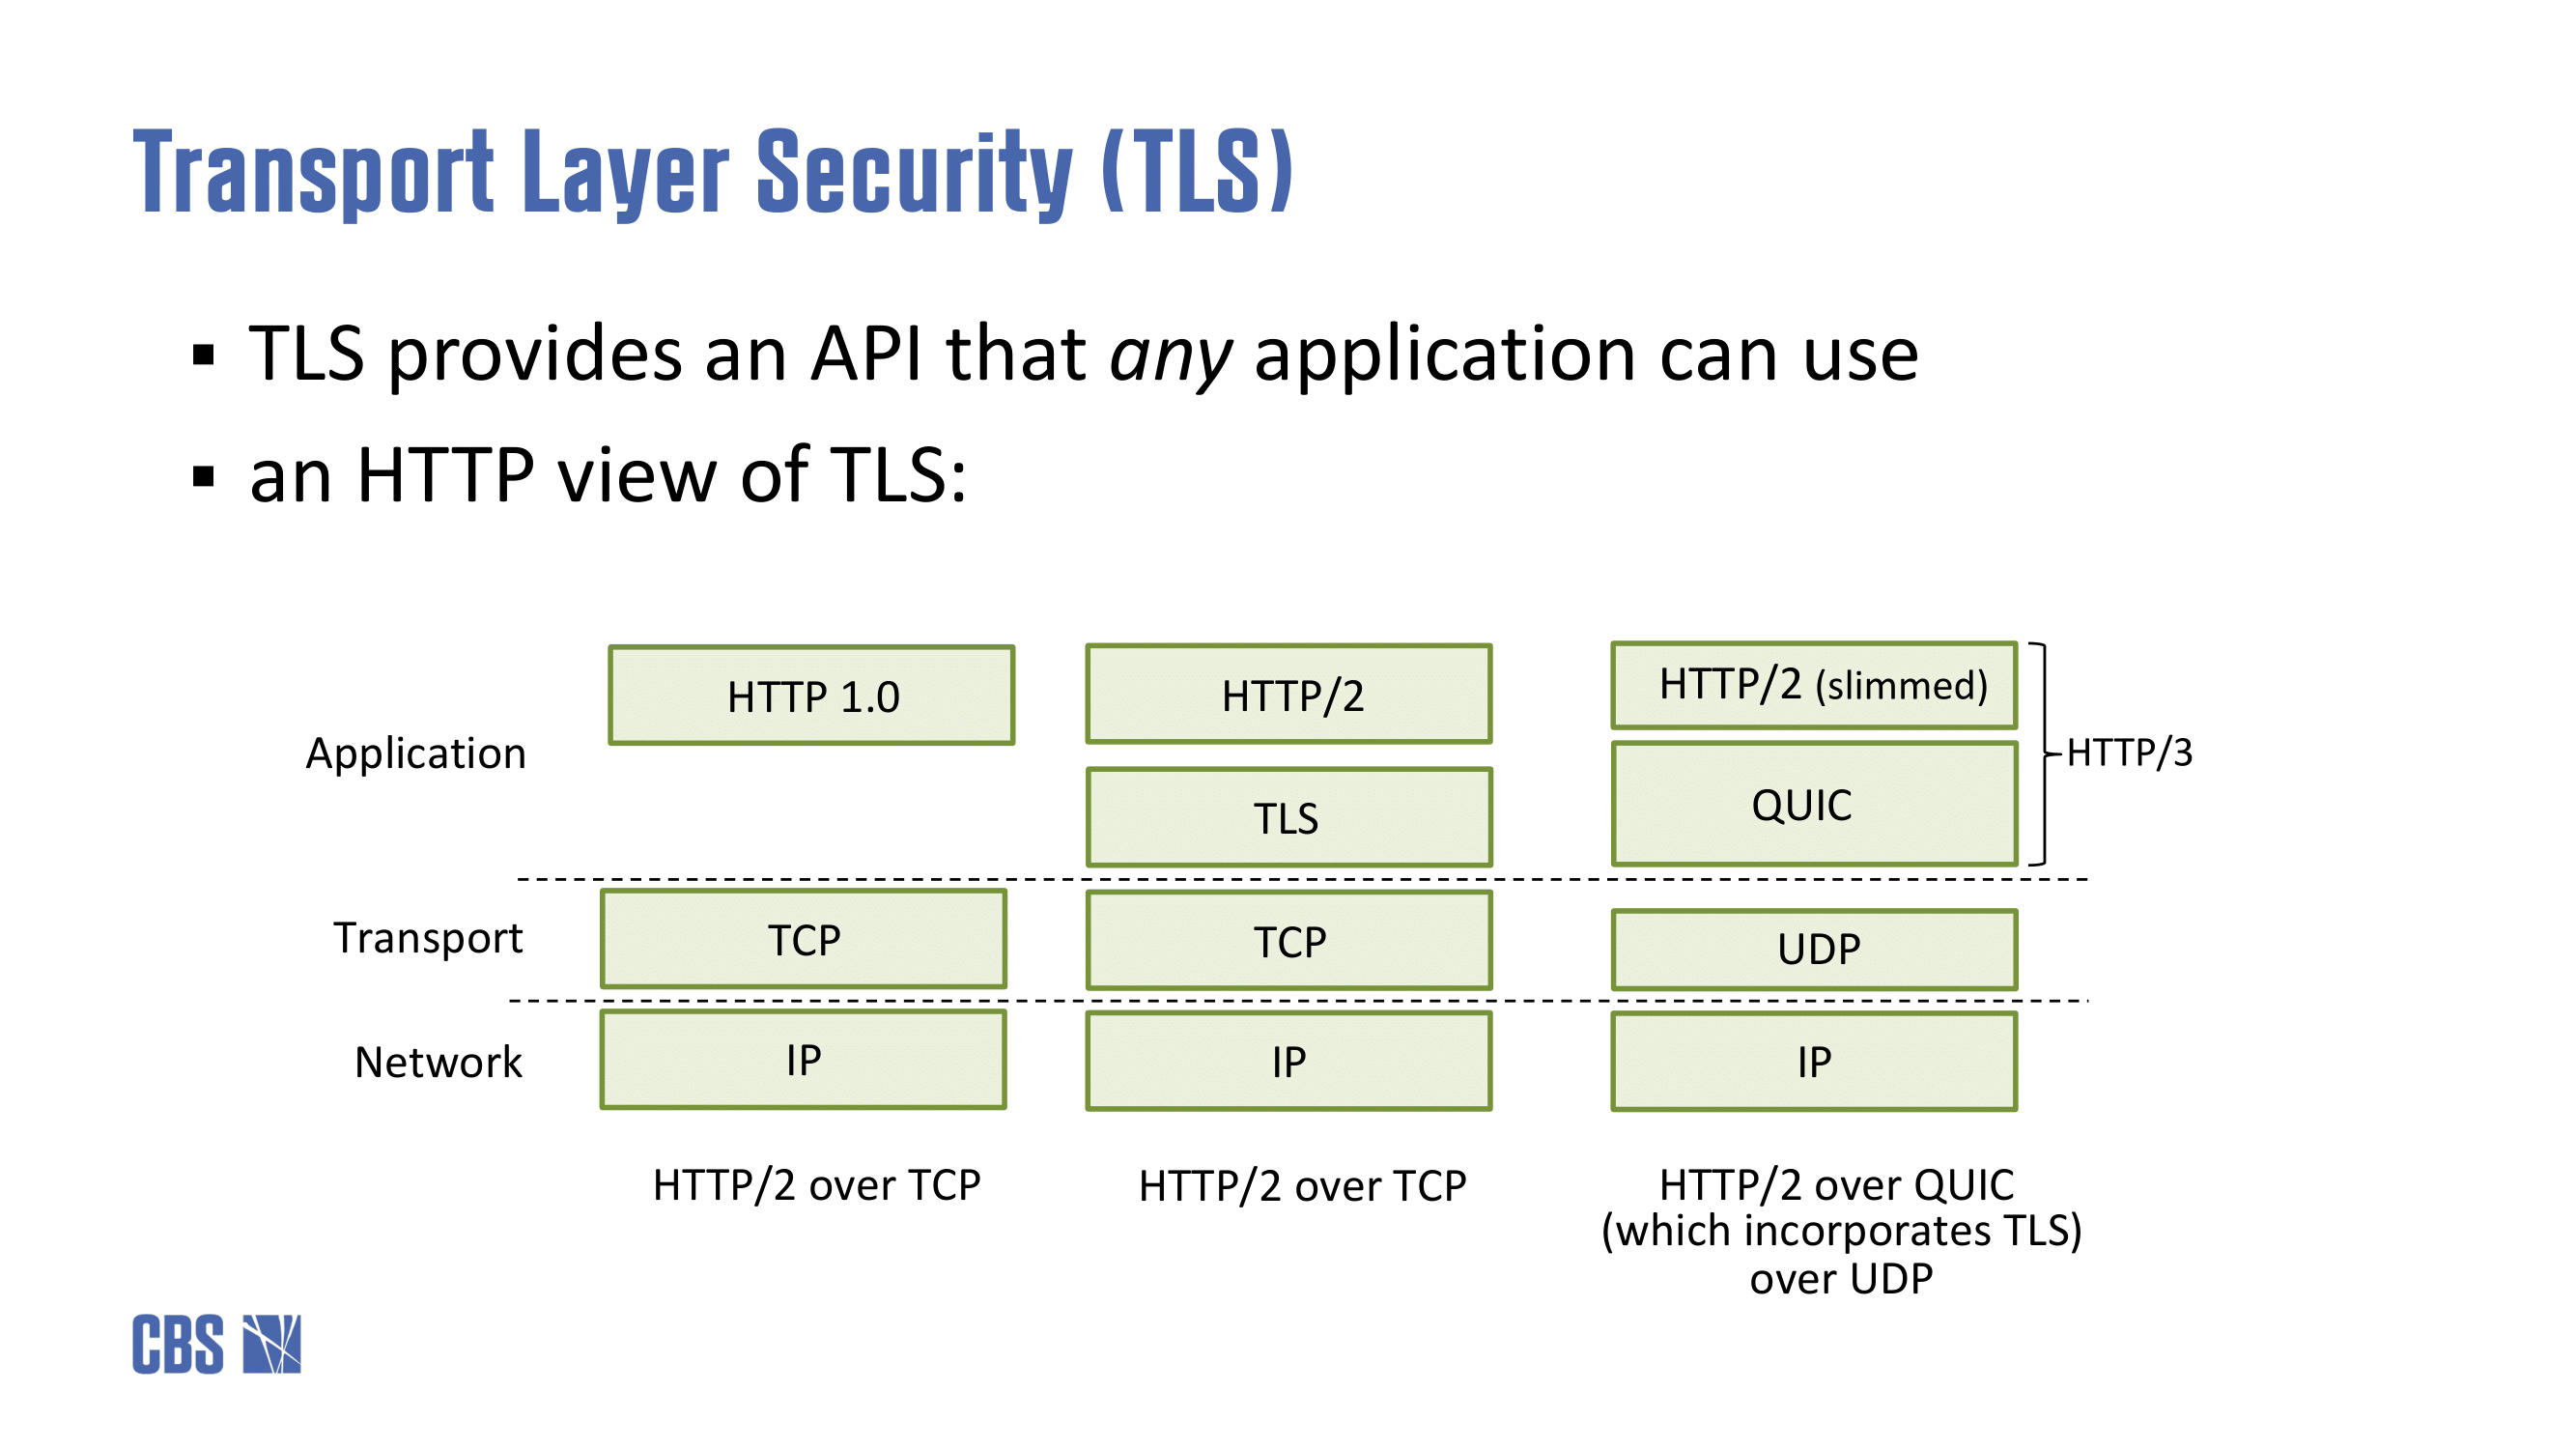 Transport Layer Security (TLS)
▪ TLS provides an API that any application can use
▪ an HTTP view of TLS:
HTTP 1.0
HTTP/2
HTTP/2 (slimmed)
Application
HTTP/3
TLS
QUIC
Transport
TCP
TCP
UDP
Network
IP
IP
IP
HTTP/2 over TCP
HTTP/2 over TCP
HTTP/2 over QUIC
(which incorporates TLS)
over UDP
CBS